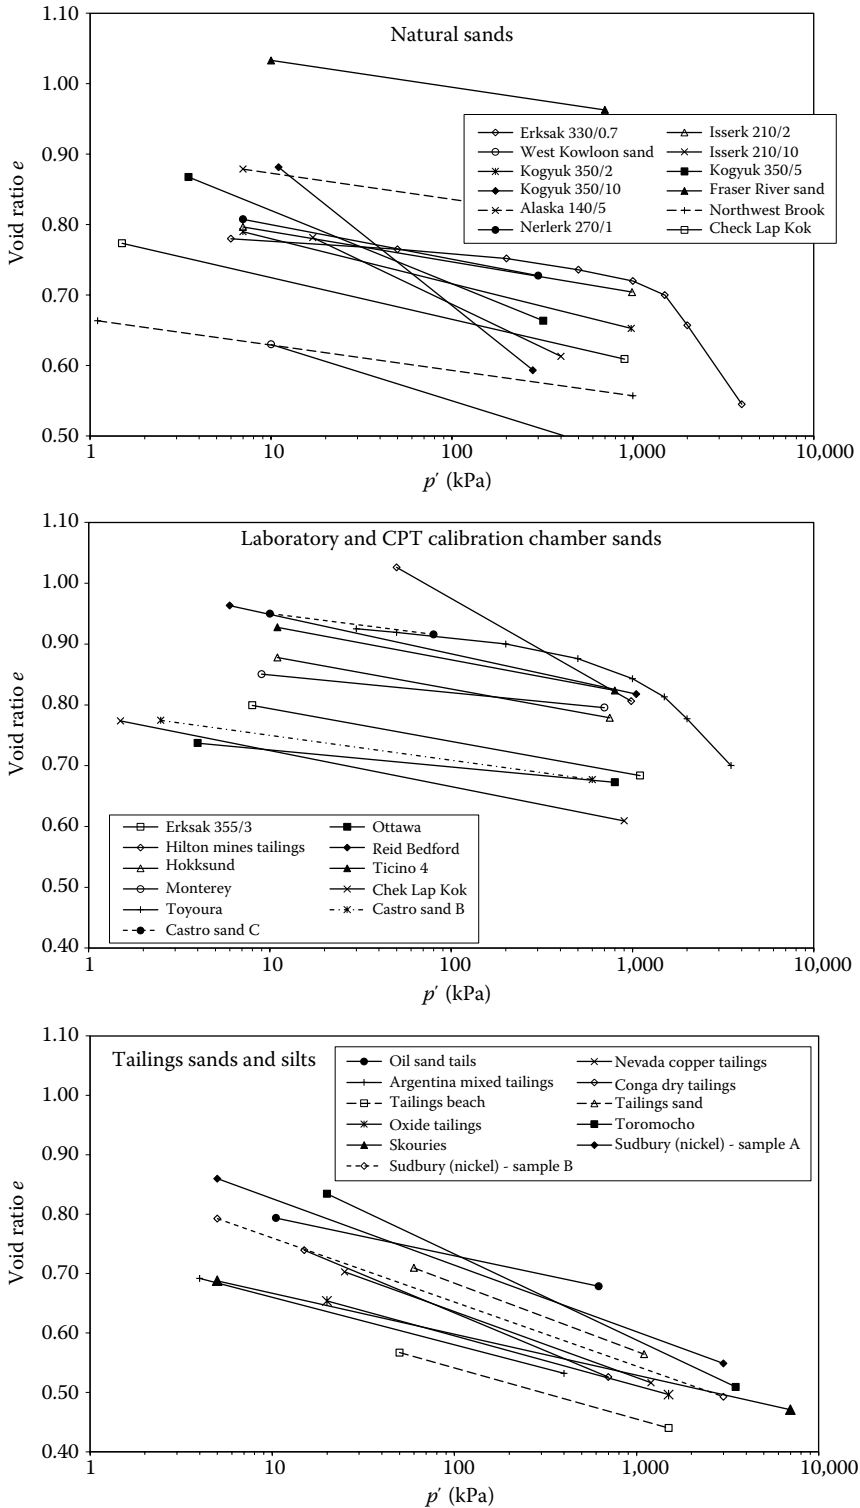 1.10
Natural sands
1.00
Erksak 330/0.7
Isserk 210/2
West Kowloon sand
Isserk 210/10
0.90
Kogyuk 350/2
Kogyuk 350/5
Kogyuk 350/10
Fraser River sand
Alaska 140/5
Northwest Brook
Nerlerk 270/1
Check Lap Kok
0.80
Void ratio e
0.70
0.60
0.50
1
10
100
1,000
10,000
p′ (kPa)
1.10
Laboratory and CPT calibration chamber sands
1.00
0.90
0.80
Void ratio e
0.70
0.60
Erksak 355/3
Ottawa
Hilton mines tailings
Reid Bedford
Hokksund
Ticino 4
0.50
Monterey
Chek Lap Kok
Toyoura
Castro sand B
Castro sand C
0.40
1
10
100
1,000
10,000
p′ (kPa)
1.10
Tailings sands and silts
Oil sand tails
Nevada copper tailings
Argentina mixed tailings
Conga dry tailings
1.00
Tailings beach
Tailings sand
Oxide tailings
Toromocho
Skouries
Sudbury (nickel) - sample A
0.90
Sudbury (nickel) - sample B
0.80
Void ratio e
0.70
0.60
0.50
0.40
1
10
100
1,000
10,000
p′ (kPa)